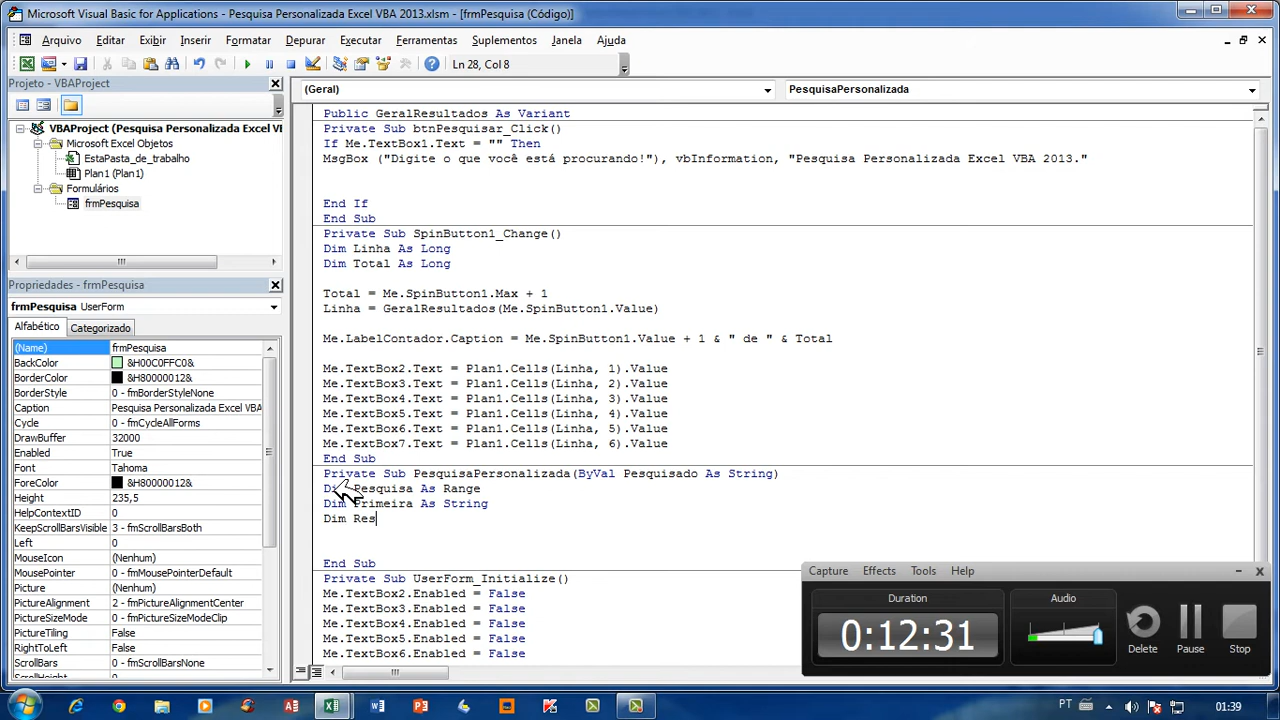 Microsoft Visual Basic for Applications - Pesquisa Personalizada Excel VBA 2013.xlsm - [frmPesquisa (Código)]
Arquivo Editar Exibir Inserir Formatar Depurar Executar Ferramentas Suplementos Janela Ajuda
Ln 28, Col 8
Projeto - VBAProject
VBAProject (Pesquisa Personalizada Excel VI
Microsoft Excel Objetos
EstaPasta_de_trabalho
Plan1 (Plan1)
Formulários
frmPesquisa
Propriedades - frmPesquisa
frmPesquisa UserForm
Alfabético Categorizado
(Name) frmPesquisa
BackColor &H00C0FFC0&
BorderColor &H80000012&
BorderStyle 0 - fmBorderStyleNone
Caption Pesquisa Personalizada Excel VBA
Cycle 0 - fmCycleAllForms
DrawBuffer 32000
Enabled True
Font Tahoma
ForeColor &H80000012&
Height 235,5
HelpContextID 0
KeepScrollBarsVisible 3 - fmScrollBarsBoth
Left 0
MouseIcon (Nenhum)
MousePointer 0 - fmMousePointerDefault
Picture (Nenhum)
PictureAlignment 2 - fmPictureAlignmentCenter
PictureSizeMode 0 - fmPictureSizeModeClip
PictureTiling False
RightToLeft False
ScrollBars 0 - fmScrollBarsNone
(Geral) PesquisaPersonalizada
Public GeralResultados As Variant
Private Sub btnPesquisar_Click()
If Me.TextBox1.Text = "" Then
MsgBox ("Digite o que você está procurando!"), vbInformation, "Pesquisa Personalizada Excel VBA 2013."
End If
End Sub
Private Sub SpinButton1_Change()
Dim Linha As Long
Dim Total As Long
Total = Me.SpinButton1.Max + 1
Linha = GeralResultados(Me.SpinButton1.Value)
Me.LabelContador.Caption = Me.SpinButton1.Value + 1 & " de " & Total
Me.TextBox2.Text = Plan1.Cells(Linha, 1).Value
Me.TextBox3.Text = Plan1.Cells(Linha, 2).Value
Me.TextBox4.Text = Plan1.Cells(Linha, 3).Value
Me.TextBox5.Text = Plan1.Cells(Linha, 4).Value
Me.TextBox6.Text = Plan1.Cells(Linha, 5).Value
Me.TextBox7.Text = Plan1.Cells(Linha, 6).Value
End Sub
Private Sub PesquisaPersonalizada(ByVal Pesquisado As String)
Dim Pesquisa As Range
Dim Primeira As String
Dim Res
End Sub
Private Sub UserForm_Initialize()
Me.TextBox2.Enabled = False
Me.TextBox3.Enabled = False
Me.TextBox4.Enabled = False
Me.TextBox5.Enabled = False
Me.TextBox6.Enabled = False
Capture Effects Tools Help
Duration
0:12:31
Audio
Delete Pause Stop
PT 01:39